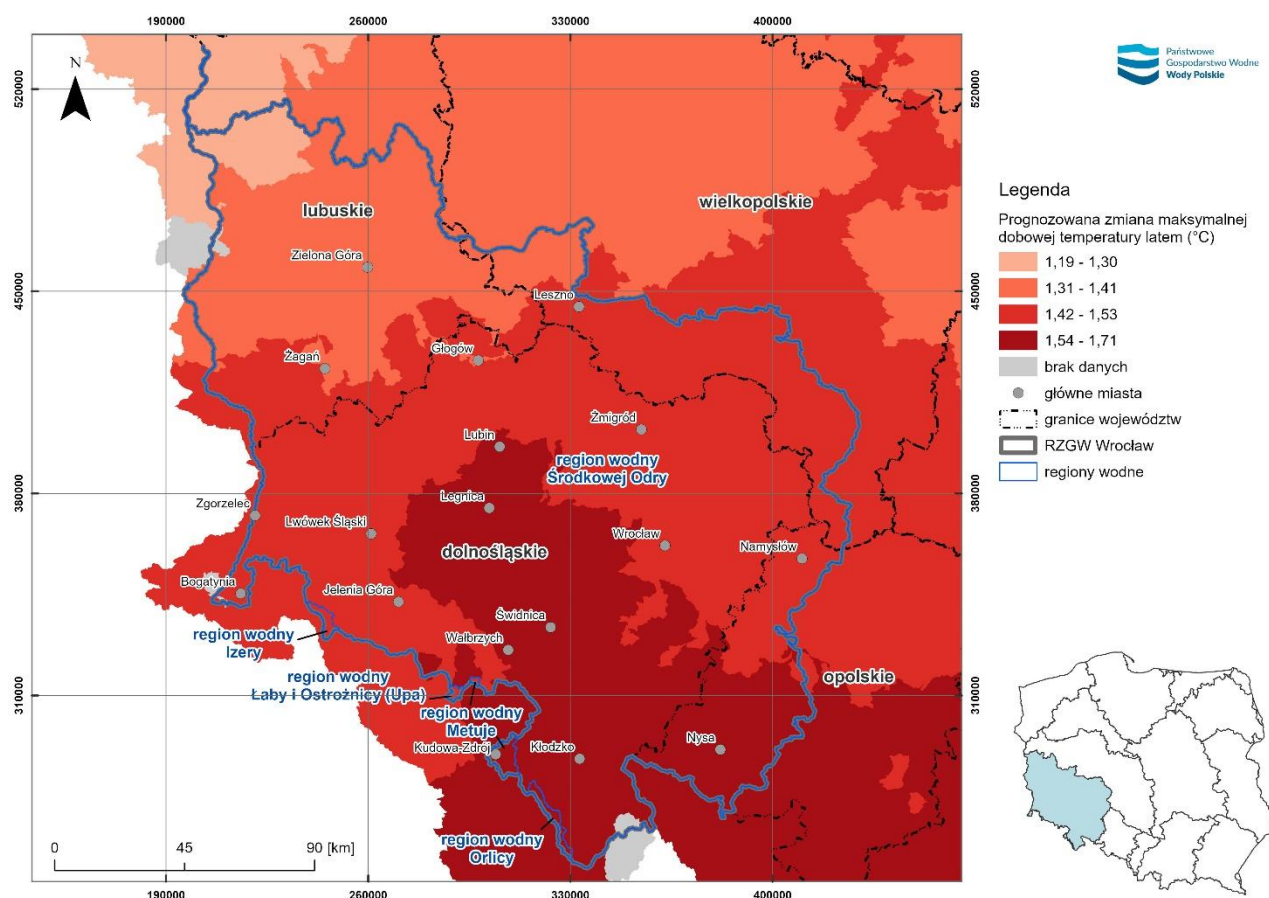 190000 260000 330000 400000
N
520000 520000
Państwowe
Gospodarstwo Wodne
Wody Polskie
lubuskie
wielkopolskie
Zielona Góra
450000 450000
Leszno
Żagań
Głogów
Żmigród
Lubin
region wodny
Środkowej Odry
380000 380000
Zgorzelec
Legnica
Lwówek Śląski
dolnośląskie
Wrocław
Namysłów
Bogatynia
Jelenia Góra
Świdnica
region wodny
Izery
Wałbrzych
region wodny
Łaby i Ostrożnicy (Upa)
opolskie
310000 310000
region wodny
Metuje
Kudowa-Zdrój
Kłodzko
Nysa
region wodny
Orlicy
0 45 90 [km]
190000 260000 330000 400000
Legenda
Prognozowana zmiana maksymalnej
dobowej temperatury latem (°C)
1,19 - 1,30
1,31 - 1,41
1,42 - 1,53
1,54 - 1,71
brak danych
główne miasta
granice województw
RZGW Wrocław
regiony wodne